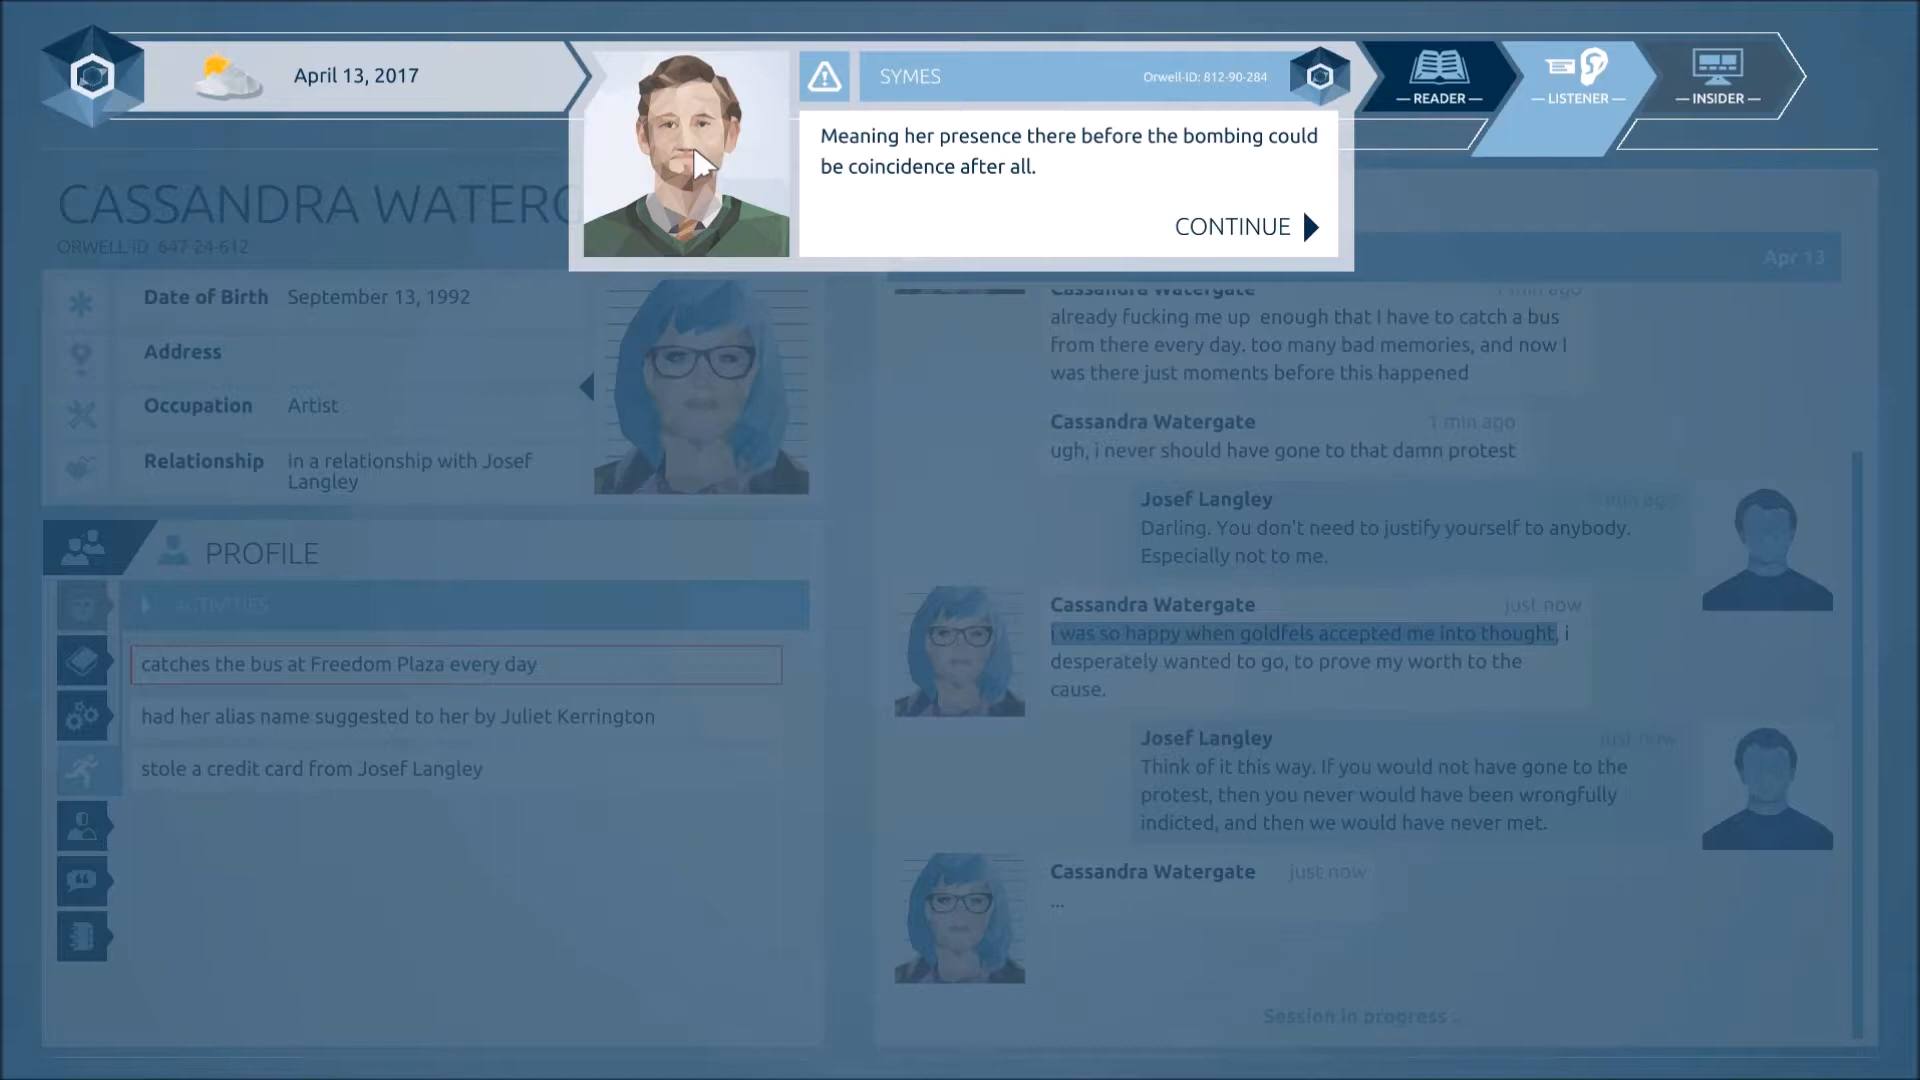 April 13, 2017
SYMES
Orwell-ID: 812-90-284
Meaning her presence there before the bombing could
be coincidence after all.
CONTINUE
READER
LISTENER
INSIDER
CASSANDRA
ORWELL ID 647-24-612
Date of Birth September 13, 1992
Address
Occupation Artist
Relationship in a relationship with Josef
Langley
PROFILE
ACTIVITIES
catches the bus at Freedom Plaza every day
had her alias name suggested to her by Juliet Kerrington
stole a credit card from Josef Langley
Apr 13
Cassandra Watergate 1 min ago
already fucking me up enough that I have to catch a bus
from there every day. too many bad memories, and now I
was there just moments before this happened
Cassandra Watergate 1 min ago
ugh, i never should have gone to that damn protest
Josef Langley min ago
Darling. You don't need to justify yourself to anybody.
Especially not to me.
Cassandra Watergate just now
i was so happy when goldfels accepted me into thought, i
desperately wanted to go, to prove my worth to the
cause.
Josef Langley just now
Think of it this way. If you would not have gone to the
protest, then you never would have been wrongfully
indicted, and then we would have never met.
Cassandra Watergate just now
...
Session in progress ..